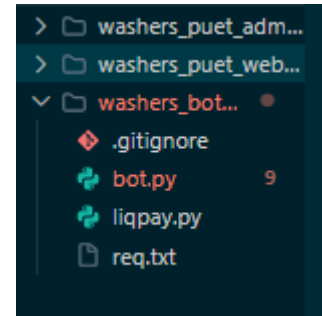 washers_puet_adm...
washers_puet_web...
washers_bot...
.gitignore
bot.py 9
liqpay.py
req.txt